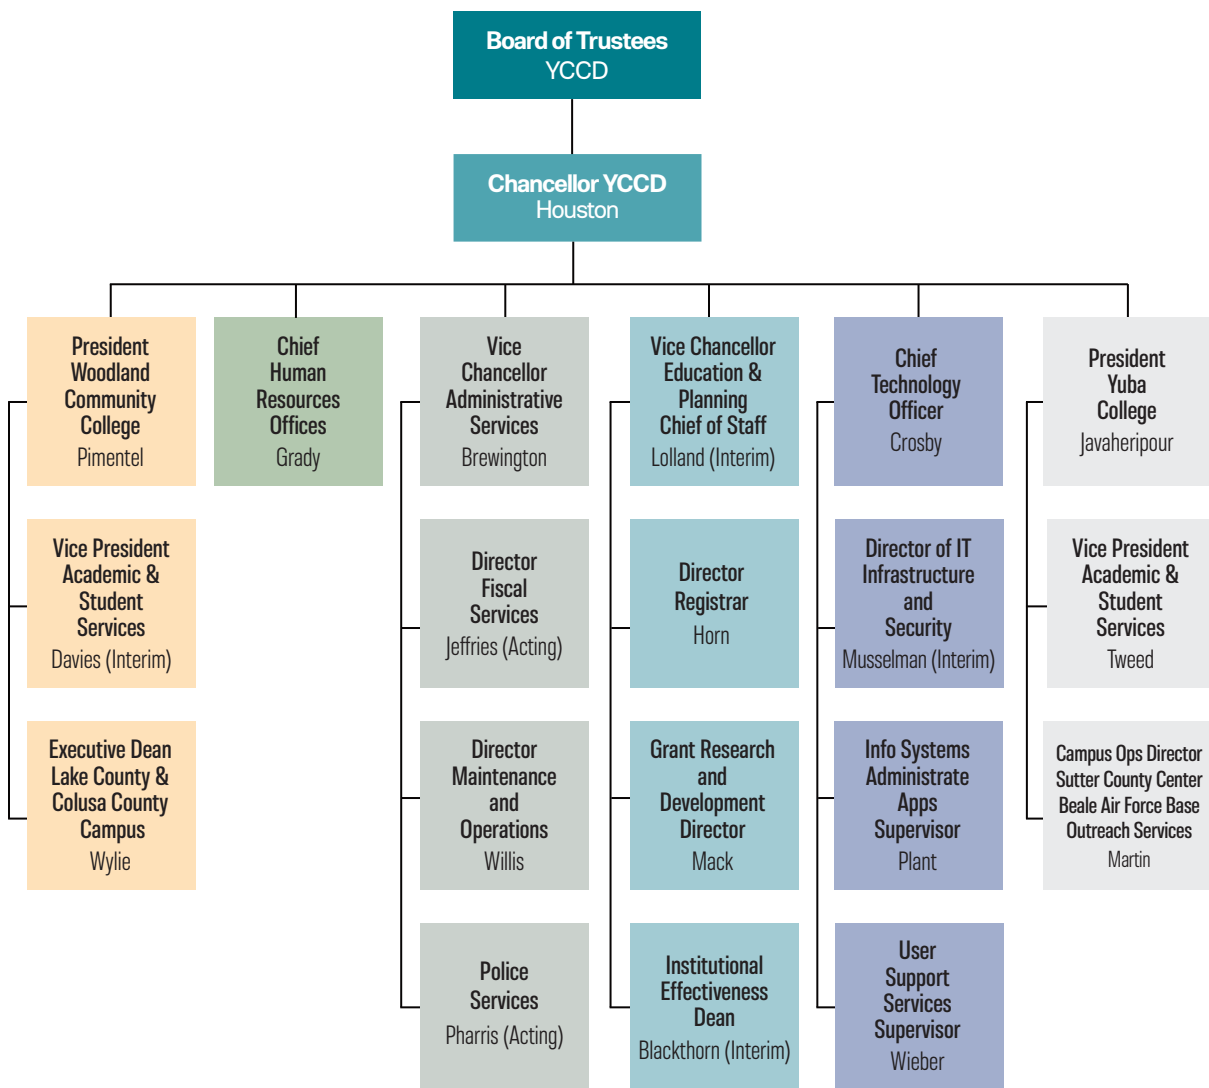 Board of Trustees
YCCD
Chancellor YCCD
Houston
President
Woodland
Community
College
Pimentel
Chief
Human
Resources
Offices
Grady
Vice
Chancellor
Administrative
Services
Brewington
Vice Chancellor
Education &
Planning
Chief of Staff
Lolland (Interim)
Chief
Technology
Officer
Crosby
President
Yuba
College
Javaheripour
Vice President
Academic &
Student
Services
Davies (Interim)
Director
Fiscal
Services
Jeffries (Acting)
Director
Registrar
Horn
Director of IT
Infrastructure
and
Security
Musselman (Interim)
Vice President
Academic &
Student
Services
Tweed
Executive Dean
Lake County &
Colusa County
Campus
Wylie
Director
Maintenance
and
Operations
Willis
Grant Research
and
Development
Director
Mack
Info Systems
Administrate
Apps
Supervisor
Plant
Campus Ops Director
Sutter County Center
Beale Air Force Base
Outreach Services
Martin
Police
Services
Pharris (Acting)
Institutional
Effectiveness
Dean
Blackthorn (Interim)
User
Support
Services
Supervisor
Wieber